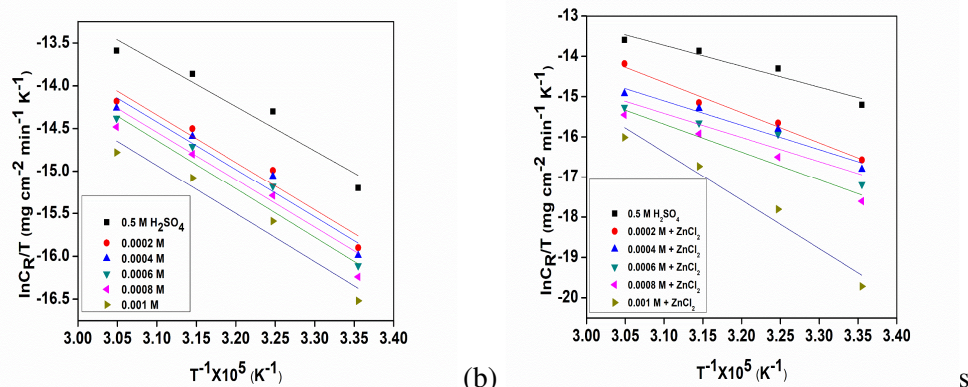 -13.5
-14.0
-14.5
-15.0
-15.5
-16.0
-16.5
lnC_R/T (mg cm⁻² min⁻¹ K⁻¹)
0.5 M H₂SO₄
0.0002 M
0.0004 M
0.0006 M
0.0008 M
0.001 M
3.00 3.05 3.10 3.15 3.20 3.25 3.30 3.35 3.40
T⁻¹X10⁵ (K⁻¹)
(b)
-13
-14
-15
-16
-17
-18
-19
-20
lnC_R/T (mg cm⁻² min⁻¹ K⁻¹)
0.5 M H₂SO₄
0.0002 M + ZnCl₂
0.0004 M + ZnCl₂
0.0006 M + ZnCl₂
0.0008 M + ZnCl₂
0.001 M + ZnCl₂
3.00 3.05 3.10 3.15 3.20 3.25 3.30 3.35 3.40
T⁻¹X10⁵ (K⁻¹)
s